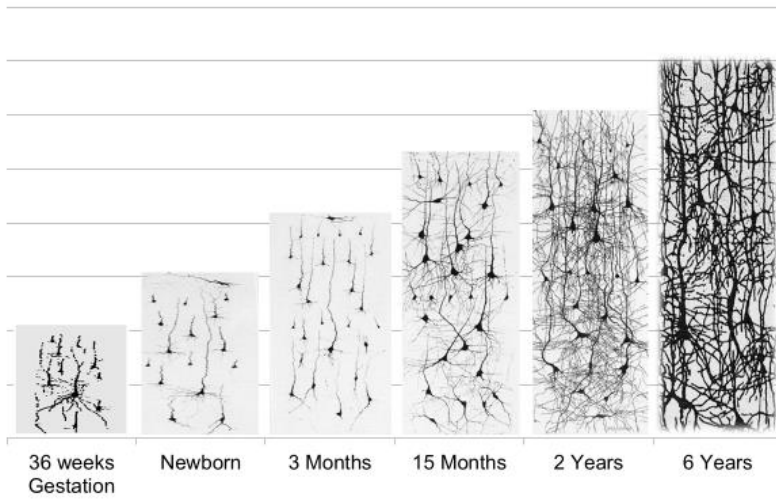 36 weeks Gestation
Newborn
3 Months
15 Months
2 Years
6 Years